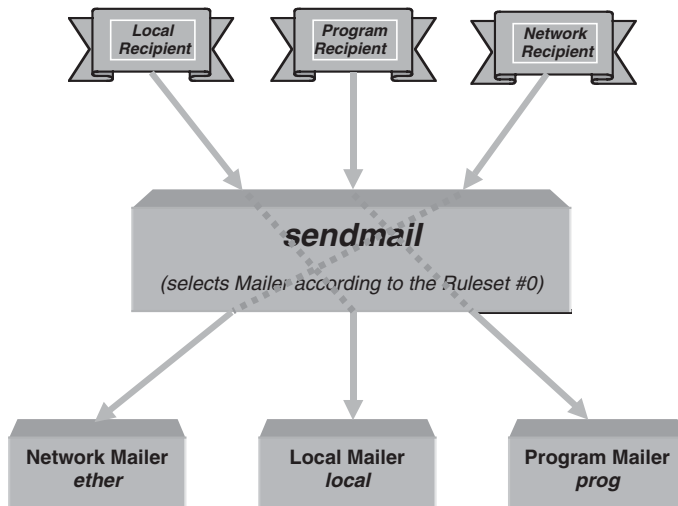 Local
Recipient
Program
Recipient
Network
Recipient
sendmail
(selects Mailer according to the Ruleset #0)
Network Mailer
ether
Local Mailer
local
Program Mailer
prog